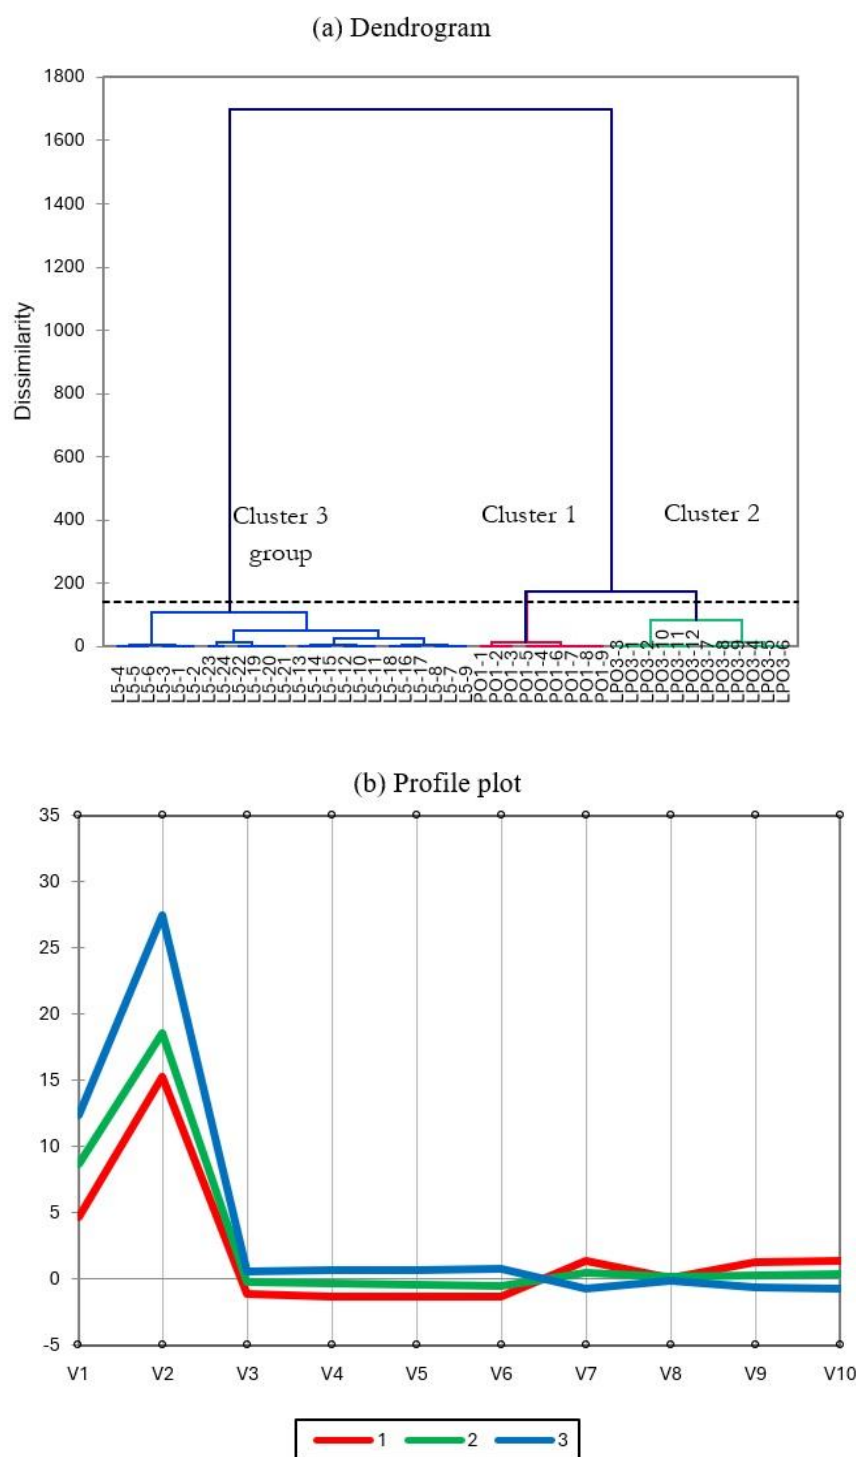 (a) Dendrogram
1800
1600
1400
1200
1000
800
600
400
200
0
Dissimilarity
Cluster 3
group
Cluster 1
Cluster 2
L5-4
L5-5
L5-6
L5-3
L5-1
L5-2
L5-23
L5-24
L5-22
L5-19
L5-20
L5-21
L5-13
L5-14
L5-15
L5-12
L5-10
L5-11
L5-18
L5-16
L5-17
L5-8
L5-7
L5-9
PO1-1
PO1-2
PO1-3
PO1-5
PO1-4
PO1-6
PO1-7
PO1-8
PO1-9
LPO3-3
LPO3-1
LPO3-2
LPO3-10
LPO3-11
LPO3-12
LPO3-7
LPO3-8
LPO3-9
LPO3-4
LPO3-5
LPO3-6
(b) Profile plot
35
30
25
20
15
10
5
0
-5
V1 V2 V3 V4 V5 V6 V7 V8 V9 V10
1 2 3